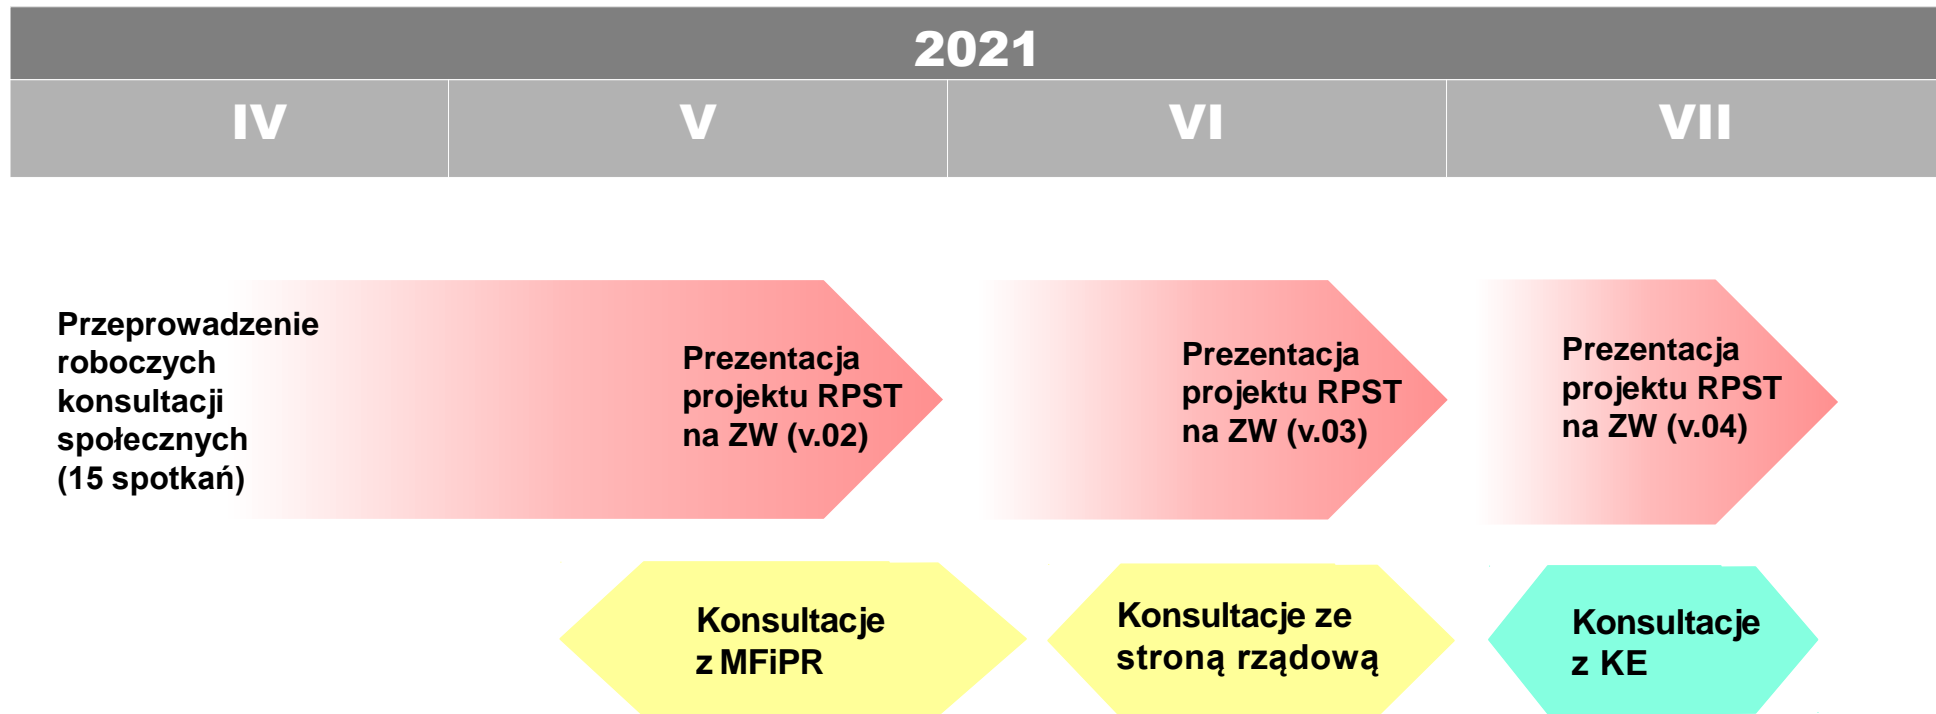 2021
IV
V
VI
VII
Przeprowadzenie
roboczych
konsultacji
społecznych
(15 spotkań)
Prezentacja
projektu RPST
na ZW (v.02)
Prezentacja
projektu RPST
na ZW (v.03)
Prezentacja
projektu RPST
na ZW (v.04)
Konsultacje
z MFiPR
Konsultacje ze
stroną rządową
Konsultacje
z KE